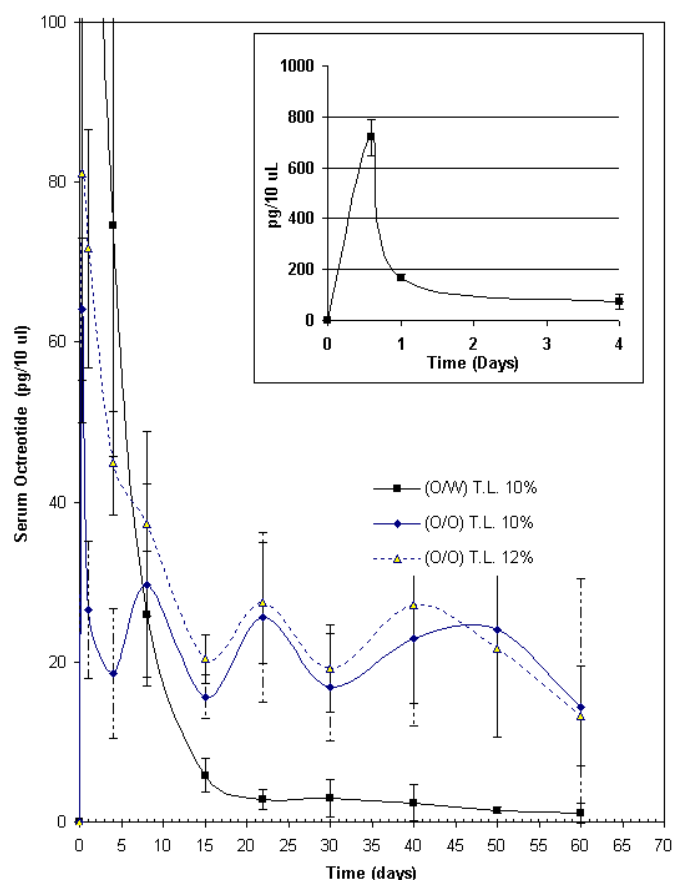 100
80
60
40
20
0
Serum Octreotide (pg/10 ul)
0 5 10 15 20 25 30 35 40 45 50 55 60 65 70
Time (days)
1000
800
600
400
200
0
pg/10 uL
0 1 2 3 4
Time (Days)
(O/W) T.L. 10%
(O/O) T.L. 10%
(O/O) T.L. 12%